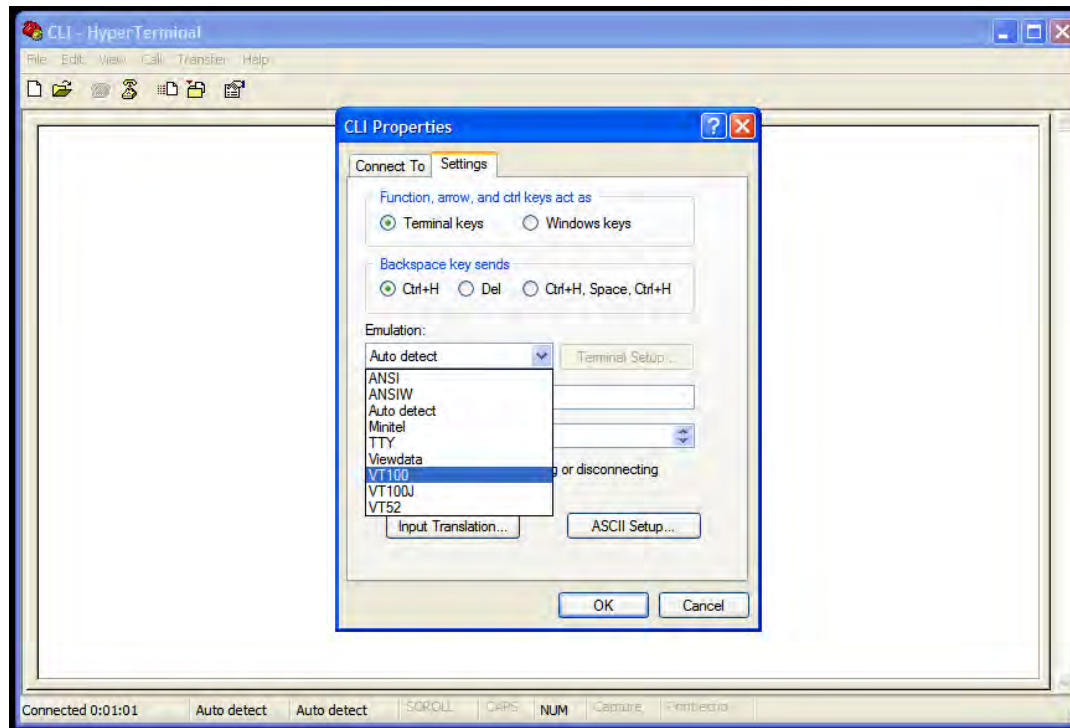 CLI - HyperTerminal
File Edit View Call Transfer Help
CLI Properties
Connect To Settings
Function, arrow, and ctrl keys act as
Terminal keys Windows keys
Backspace key sends
Ctrl+H Del Ctrl+H, Space, Ctrl+H
Emulation:
Auto detect Terminal Setup...
ANSI
ANSIW
Auto detect
Minitel
TTY
Viewdata
VT100 or disconnecting
VT100J
VT52
Input Translation... ASCII Setup...
OK Cancel
Connected 0:01:01 Auto detect Auto detect SCROLL CAPS NUM Capture Print echo